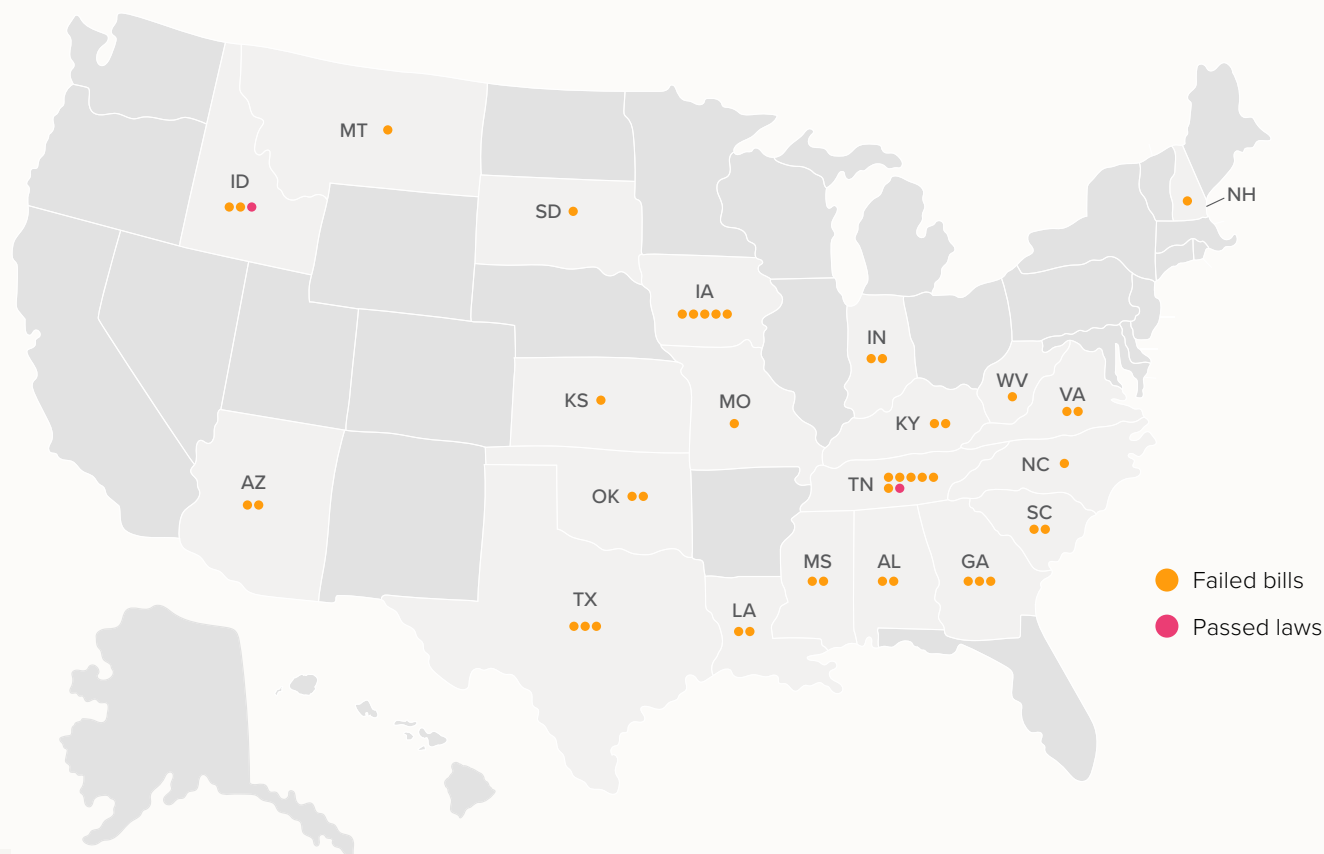 MT
ID
NH
SD
IA
IN
WV
VA
KS
MO
KY
NC
AZ
TN
OK
SC
MS
AL
GA
Failed bills
TX
LA
Passed laws